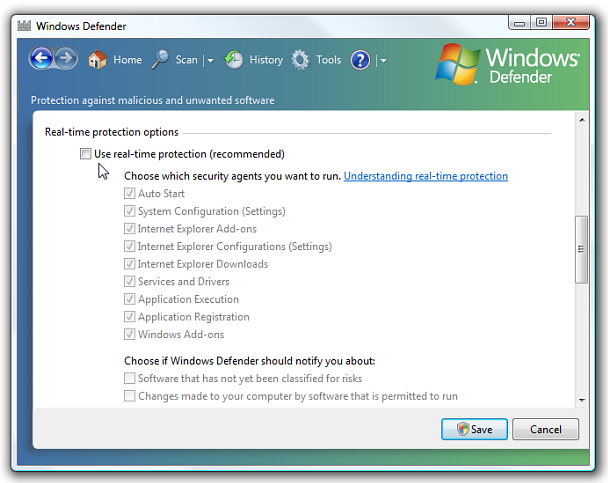 Windows Defender
Home Scan History Tools ?
Windows
Defender
Protection against malicious and unwanted software
Real-time protection options
Use real-time protection (recommended)
Choose which security agents you want to run. Understanding real-time protection
Auto Start
System Configuration (Settings)
Internet Explorer Add-ons
Internet Explorer Configurations (Settings)
Internet Explorer Downloads
Services and Drivers
Application Execution
Application Registration
Windows Add-ons
Choose if Windows Defender should notify you about:
Software that has not yet been classified for risks
Changes made to your computer by software that is permitted to run
Save Cancel